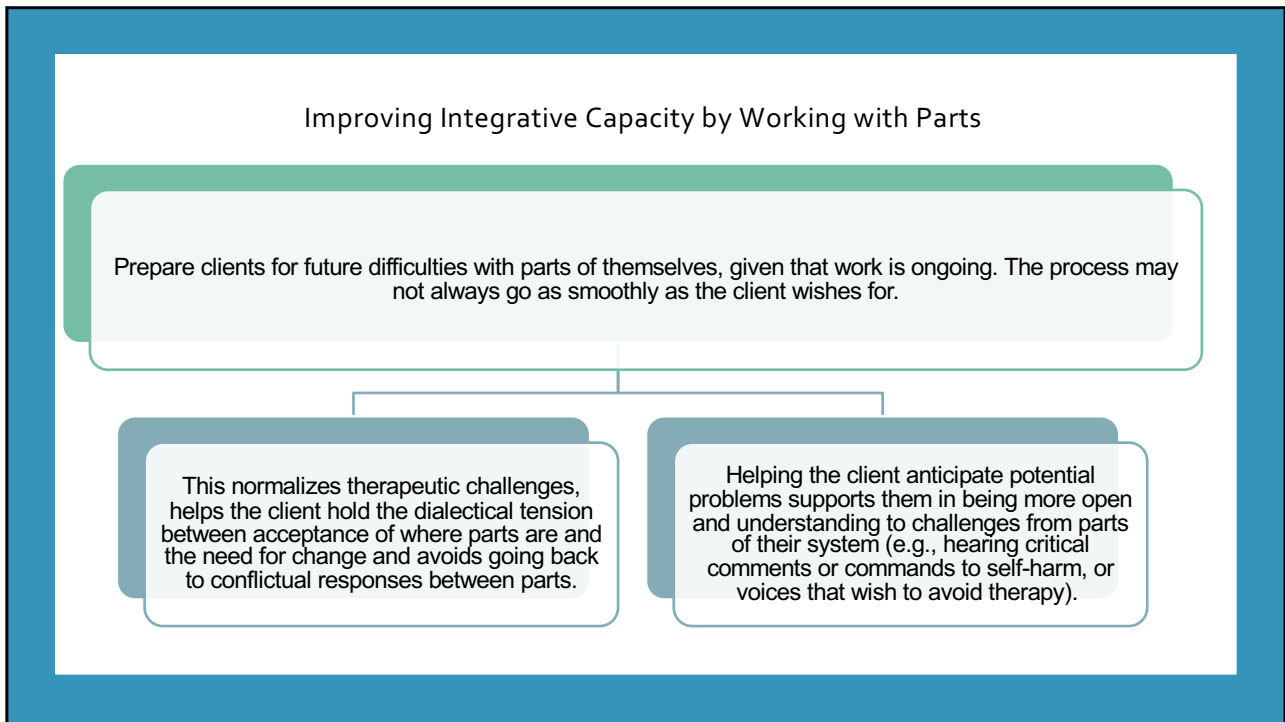 Improving Integrative Capacity by Working with Parts
Prepare clients for future difficulties with parts of themselves, given that work is ongoing. The process may
not always go as smoothly as the client wishes for.
This normalizes therapeutic challenges,
helps the client hold the dialectical tension
between acceptance of where parts are and
the need for change and avoids going back
to conflictual responses between parts.
Helping the client anticipate potential
problems supports them in being more open
and understanding to challenges from parts
of their system (e.g., hearing critical
comments or commands to self-harm, or
voices that wish to avoid therapy).